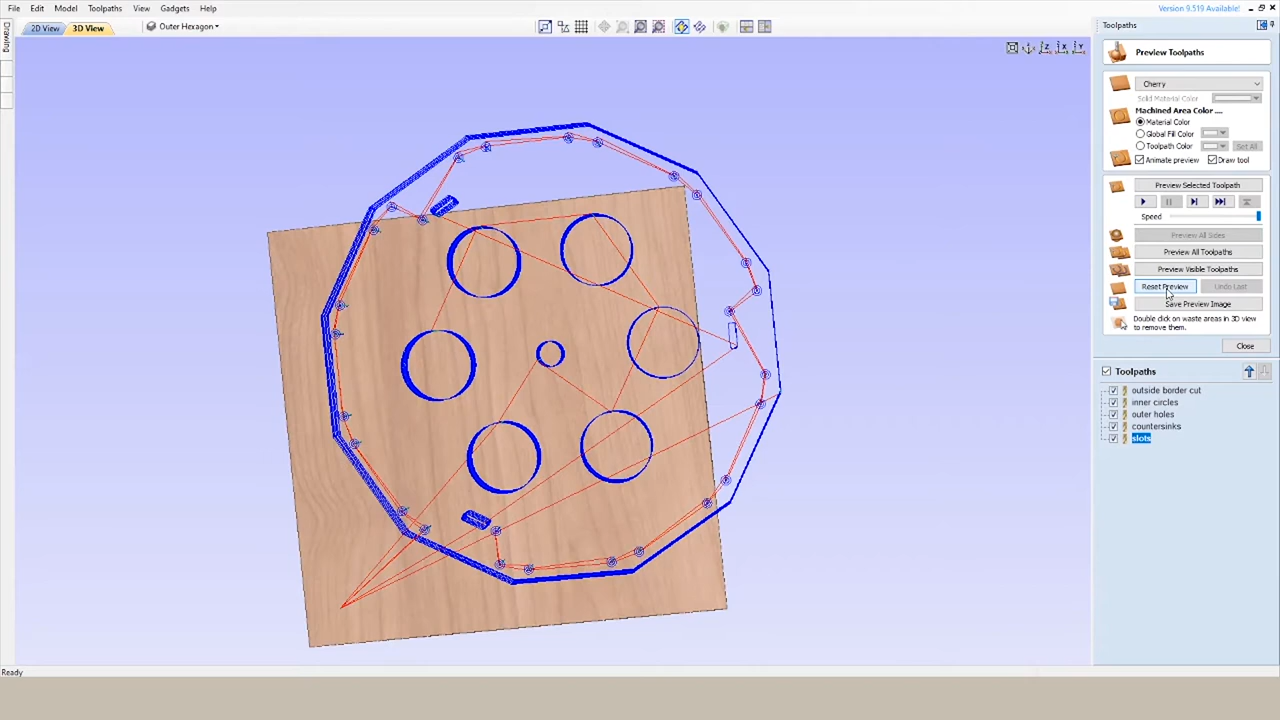 File Edit Model Toolpaths View Gadgets Help
Version 9.519 Available!
2D View 3D View Outer Hexagon
Drawing
Toolpaths
Preview Toolpaths
Cherry
Solid Material Color
Machined Area Color ....
Material Color
Global Fill Color
Toolpath Color Set All
Animate preview Draw tool
Preview Selected Toolpath
Speed
Preview All Sides
Preview All Toolpaths
Preview Visible Toolpaths
Reset Preview Undo Last
Save Preview Image
Double click on waste areas in 3D view
to remove them.
Close
Toolpaths
outside border cut
inner circles
outer holes
countersinks
slots
Ready